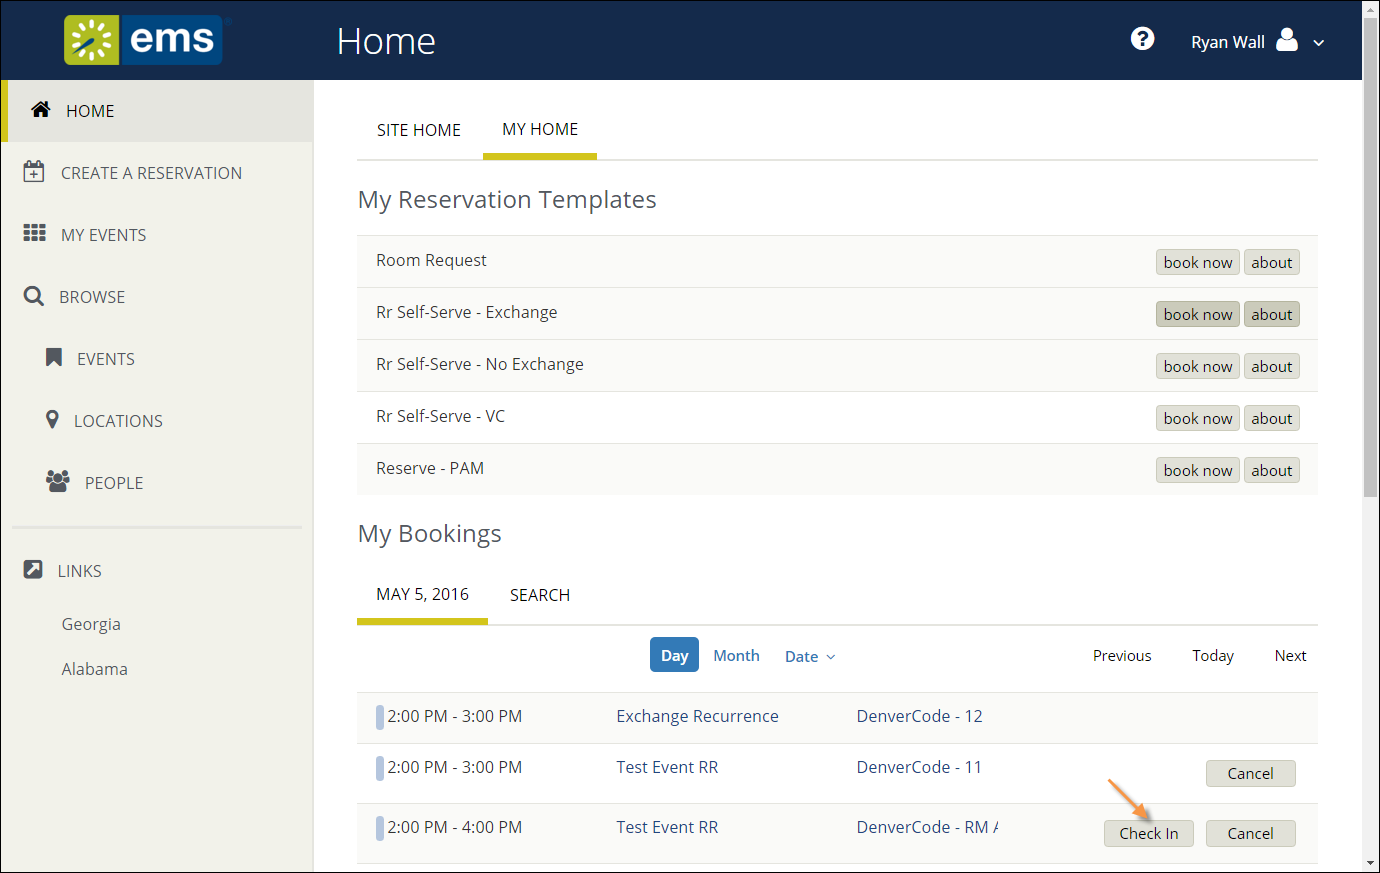 ems
Home
? Ryan Wall
HOME
CREATE A RESERVATION
MY EVENTS
BROWSE
EVENTS
LOCATIONS
PEOPLE
LINKS
Georgia
Alabama
SITE HOME MY HOME
My Reservation Templates
Room Request book now about
Rr Self-Serve - Exchange book now about
Rr Self-Serve - No Exchange book now about
Rr Self-Serve - VC book now about
Reserve - PAM book now about
My Bookings
MAY 5, 2016 SEARCH
Day Month Date Previous Today Next
2:00 PM - 3:00 PM Exchange Recurrence DenverCode - 12
2:00 PM - 3:00 PM Test Event RR DenverCode - 11 Cancel
2:00 PM - 4:00 PM Test Event RR DenverCode - RM Check In Cancel